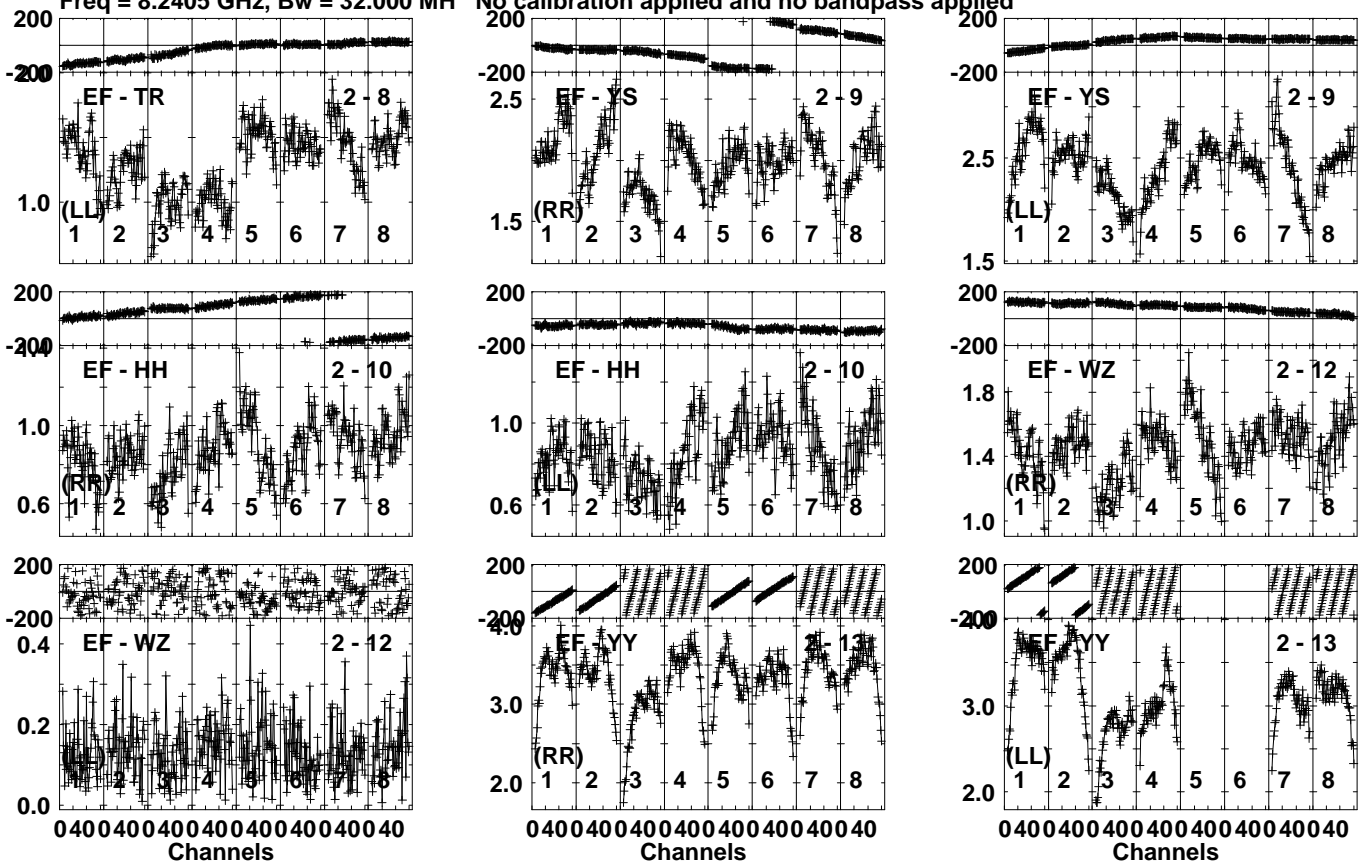 Freq = 8.2405 GHz, Bw = 32.000 MH No calibration applied and no bandpass applied
200 200 200
-200 -200 -200
2.0
EF - TR 2 - 8
1.0
(LL)
1 2 3 4 5 6 7 8
EF - YS 2 - 9
2.5
1.5
(RR)
1 2 3 4 5 6 7 8
EF - YS 2 - 9
2.5
1.5
(LL)
1 2 3 4 5 6 7 8
200 200 200
-200 -200 -200
1.4
EF - HH 2 - 10
1.0
0.6
(RR)
1 2 3 4 5 6 7 8
EF - HH 2 - 10
1.0
0.6
(LL)
1 2 3 4 5 6 7 8
EF - WZ 2 - 12
1.8
1.4
1.0
(RR)
1 2 3 4 5 6 7 8
200 200 200
-200 -200 -200
EF - WZ 2 - 12
0.4
0.2
0.0
(LL)
1 2 3 4 5 6 7 8
4.0
EF - YY 2 - 13
3.0
2.0
(RR)
1 2 3 4 5 6 7 8
4.0
EF - YY 2 - 13
3.0
2.0
(LL)
1 2 3 4 5 6 7 8
0 40 0 40 0 40 0 40 0 40 0 40 0 40 0 40
Channels
0 40 0 40 0 40 0 40 0 40 0 40 0 40 0 40
Channels
0 40 0 40 0 40 0 40 0 40 0 40 0 40 0 40
Channels